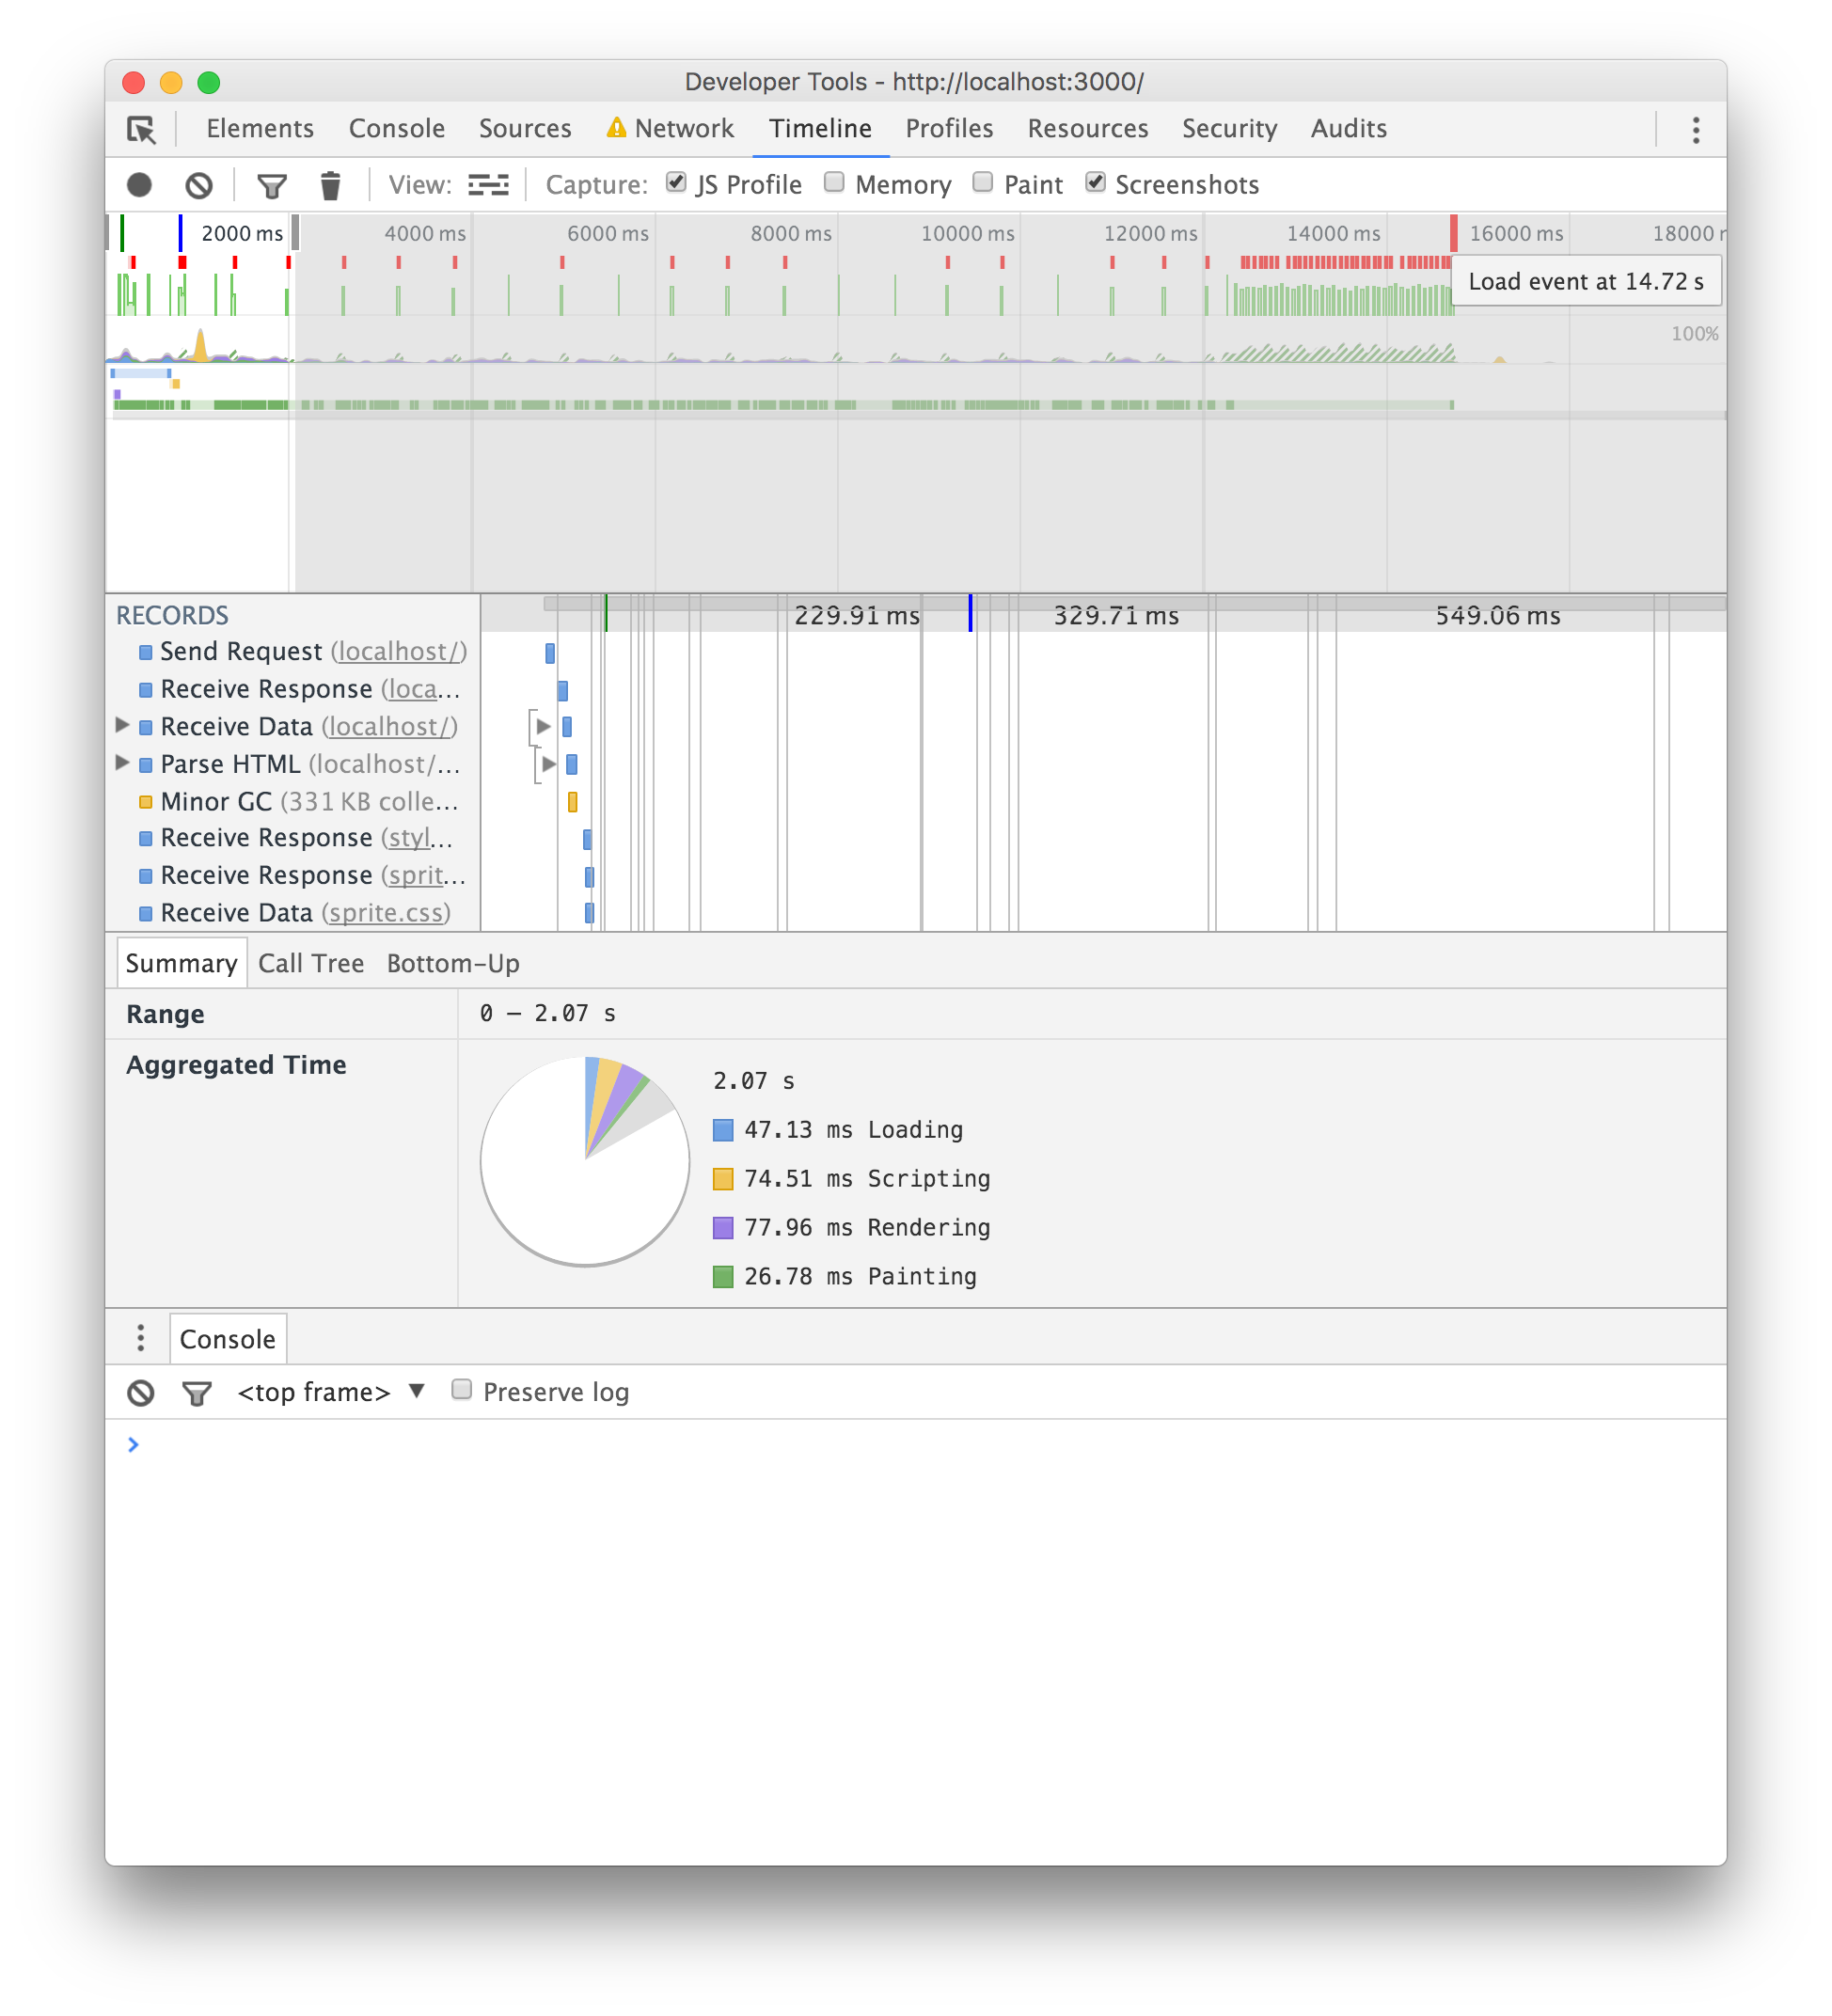 Developer Tools - http://localhost:3000/
Elements Console Sources Network Timeline Profiles Resources Security Audits
View: Capture: JS Profile Memory Paint Screenshots
2000 ms 4000 ms 6000 ms 8000 ms 10000 ms 12000 ms 14000 ms 16000 ms 18000 r
Load event at 14.72 s
100%
RECORDS 229.91 ms 329.71 ms 549.06 ms
Send Request (localhost/)
Receive Response (loca...
Receive Data (localhost/)
Parse HTML (localhost/...
Minor GC (331 KB colle...
Receive Response (styl...
Receive Response (sprit...
Receive Data (sprite.css)
Summary Call Tree Bottom-Up
Range 0 – 2.07 s
Aggregated Time
2.07 s
47.13 ms Loading
74.51 ms Scripting
77.96 ms Rendering
26.78 ms Painting
Console
<top frame> ▼ Preserve log
>